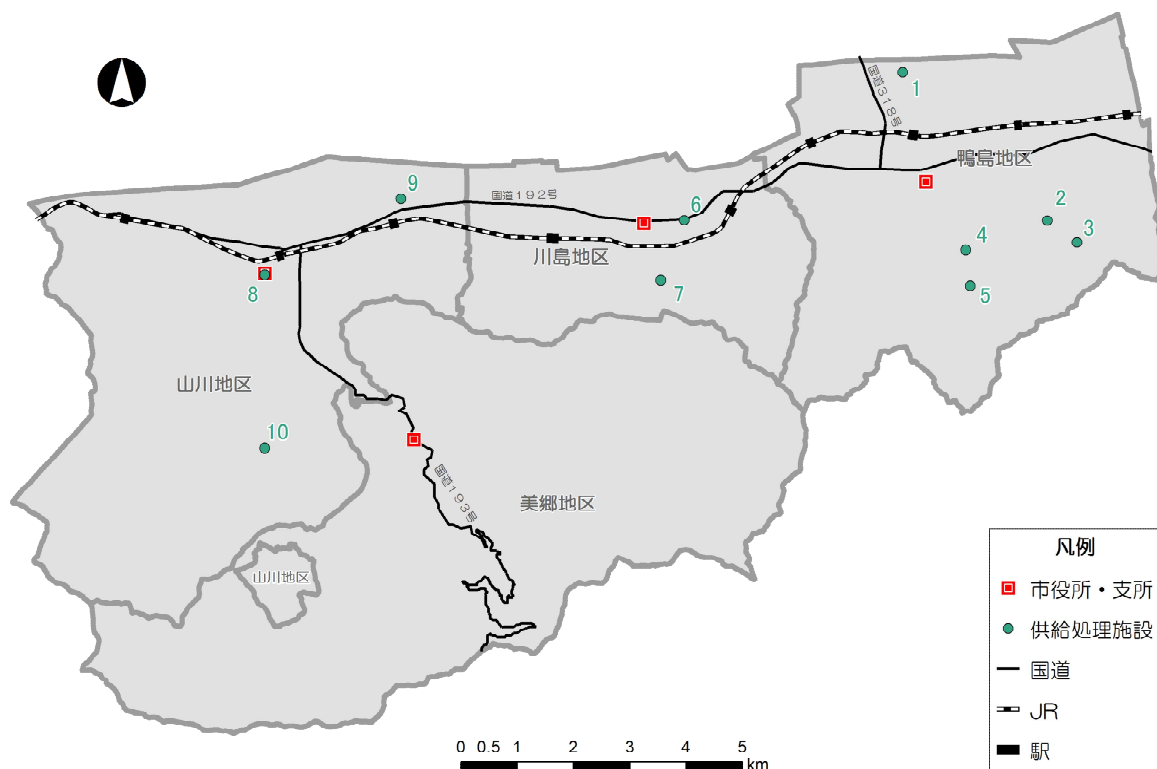 国道318号
1
鴨島地区
9
国道192号
6
2
3
4
川島地区
5
7
8
山川地区
10
国道193号
美郷地区
山川地区
凡例
市役所・支所
供給処理施設
国道
JR
駅
0 0.5 1 2 3 4 5
km